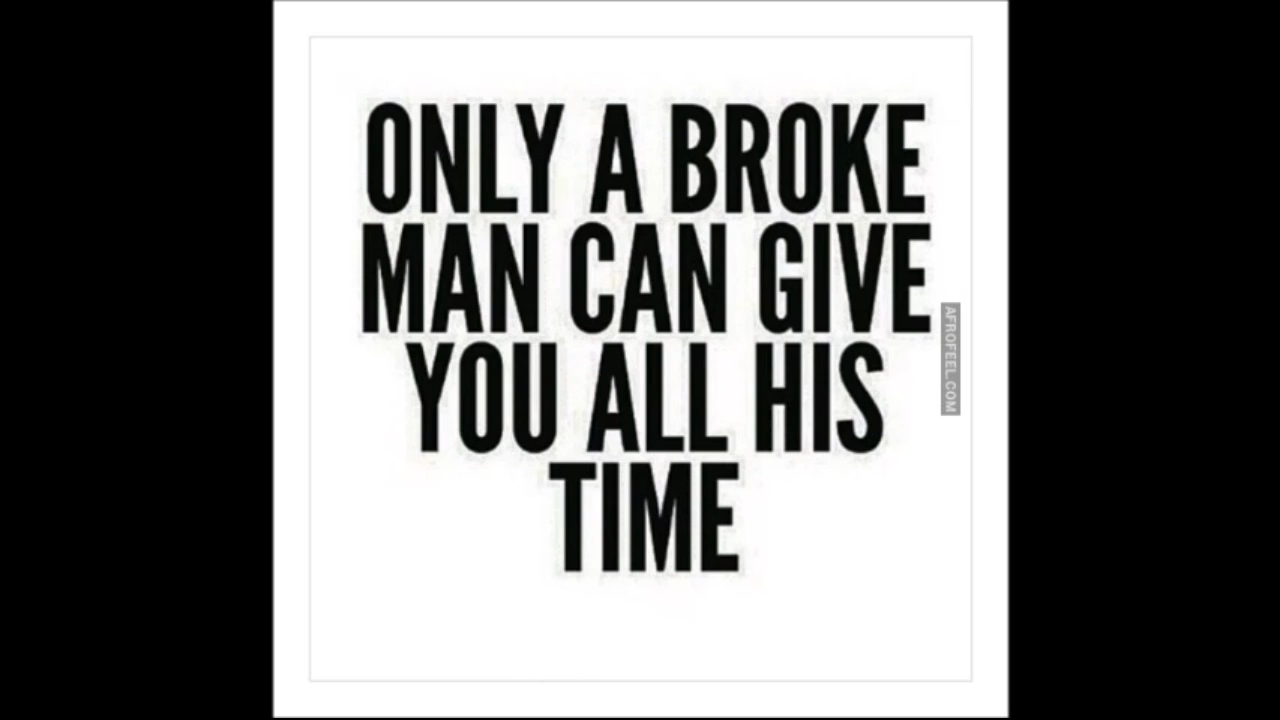 ONLY A BROKE
MAN CAN GIVE
YOU ALL HIS
TIME
AFROFEEL.COM